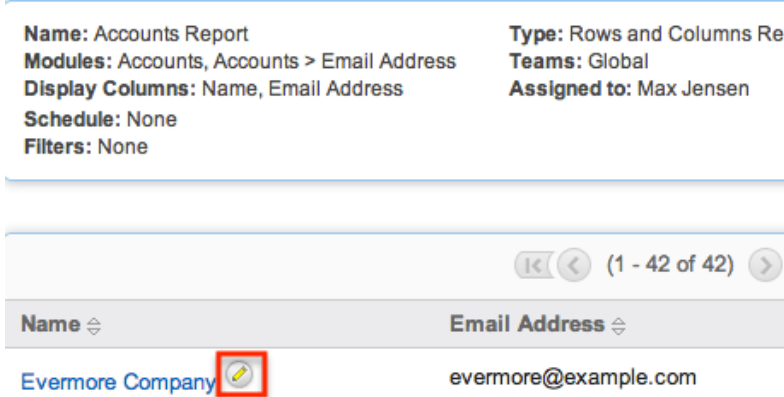 Name: Accounts Report
Type: Rows and Columns Re
Modules: Accounts, Accounts > Email Address
Teams: Global
Display Columns: Name, Email Address
Assigned to: Max Jensen
Schedule: None
Filters: None
(1 - 42 of 42)
Name Email Address
Evermore Company evermore@example.com